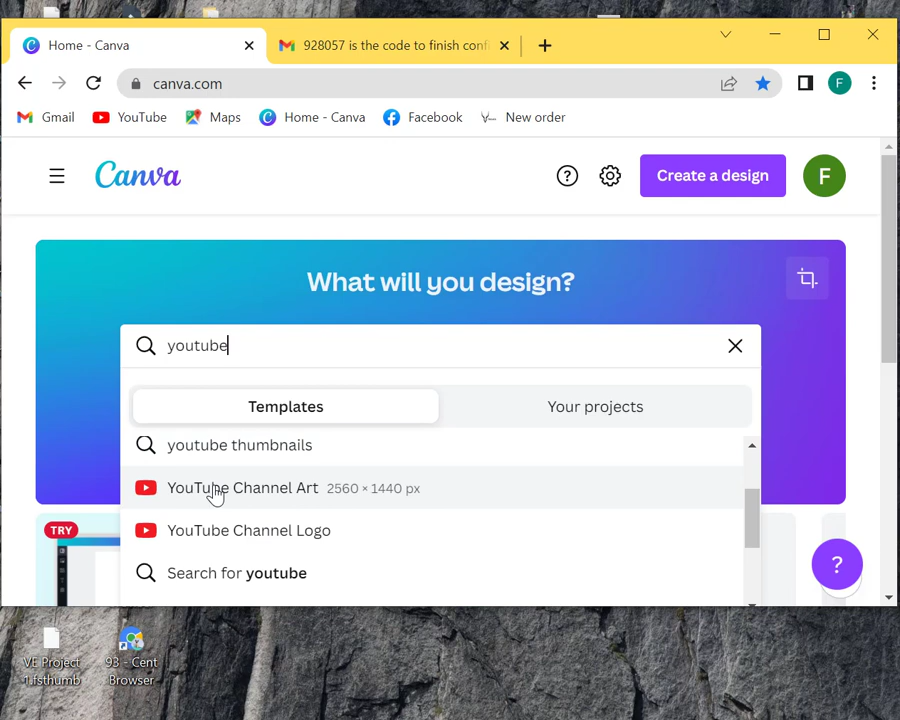 Home - Canva
928057 is the code to finish conf
canva.com
F
Gmail
YouTube
Maps
Home - Canva
Facebook
New order
Canva
?
Create a design
F
What will you design?
youtube
Templates
Your projects
youtube thumbnails
YouTube Channel Art 2560 × 1440 px
YouTube Channel Logo
Search for youtube
TRY
?
VE Project
1.fsthumb
93 - Cent
Browser